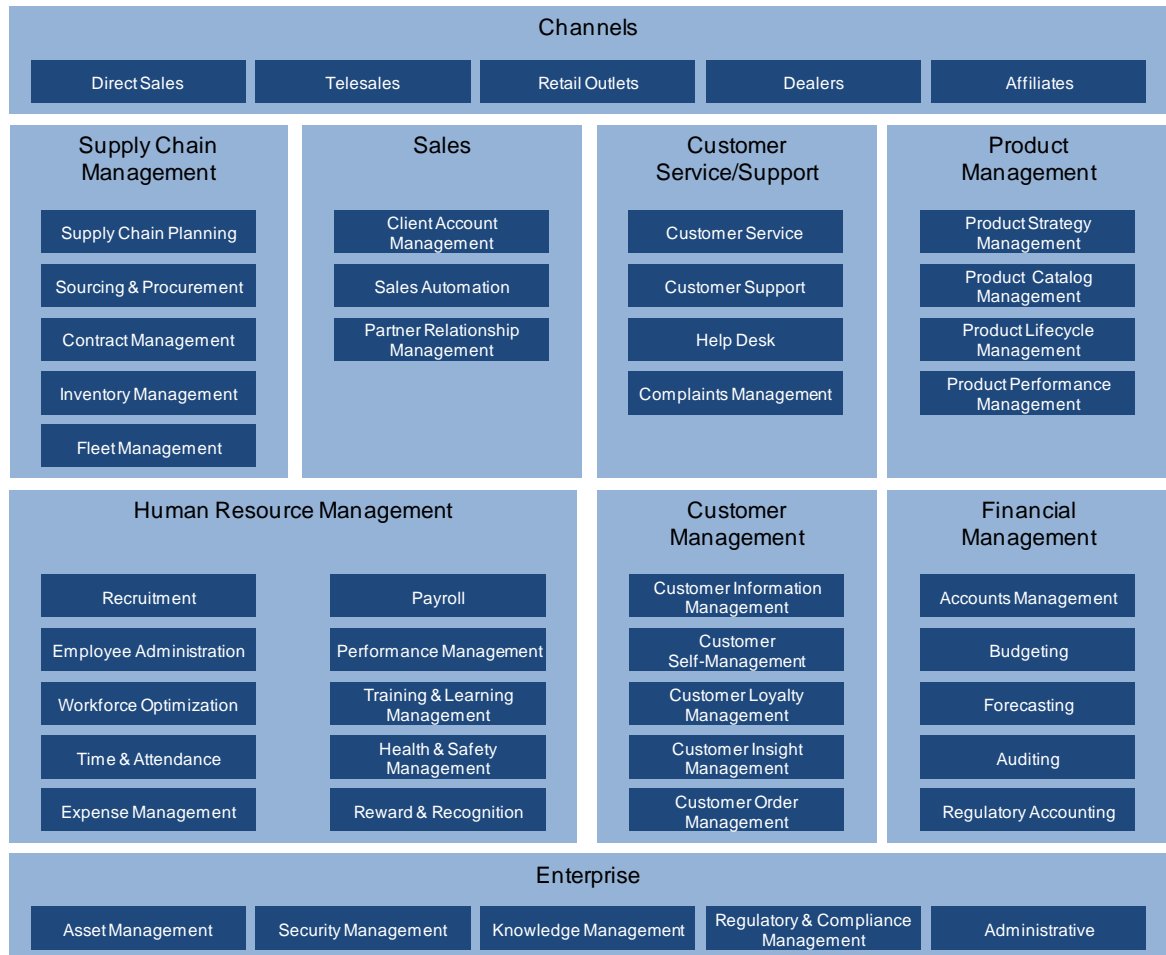 Channels
Direct Sales
Telesales
Retail Outlets
Dealers
Affiliates
Supply Chain
Management
Supply Chain Planning
Sourcing & Procurement
Contract Management
Inventory Management
Fleet Management
Sales
Client Account
Management
Sales Automation
Partner Relationship
Management
Customer
Service/Support
Customer Service
Customer Support
Help Desk
Complaints Management
Product
Management
Product Strategy
Management
Product Catalog
Management
Product Lifecycle
Management
Product Performance
Management
Human Resource Management
Recruitment
Employee Administration
Workforce Optimization
Time & Attendance
Expense Management
Payroll
Performance Management
Training & Learning
Management
Health & Safety
Management
Reward & Recognition
Customer
Management
Customer Information
Management
Customer
Self-Management
Customer Loyalty
Management
Customer Insight
Management
Customer Order
Management
Financial
Management
Accounts Management
Budgeting
Forecasting
Auditing
Regulatory Accounting
Enterprise
Asset Management
Security Management
Knowledge Management
Regulatory & Compliance
Management
Administrative